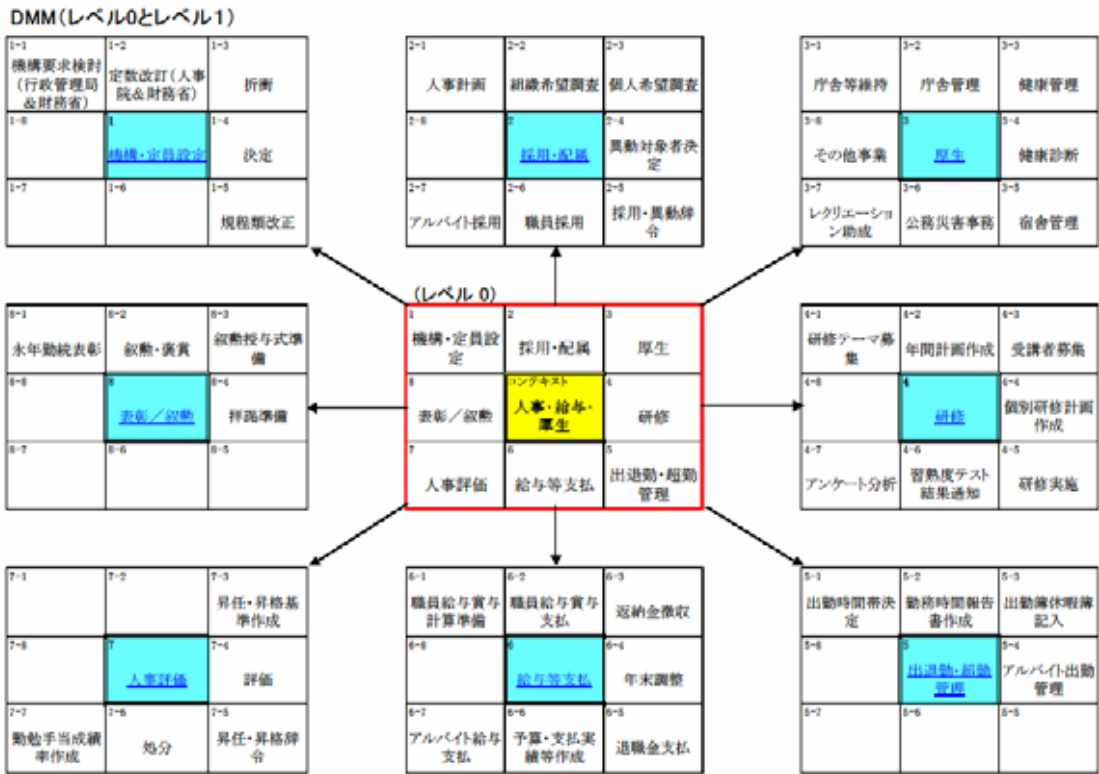 DMM(レベル0とレベル1)
1-1
機構要求検討
(行政管理局
&財務省)
1-2
定数改訂(人事
院&財務省)
1-3
折衝
1-8
1
機構・定員設定
1-4
決定
1-7
1-6
1-5
規程類改正
2-1
人事計画
2-2
組織希望調査
2-3
個人希望調査
2-8
2
採用・配属
2-4
異動対象者決
定
2-7
アルバイト採用
2-6
職員採用
2-5
採用・異動辞
令
3-1
庁舎等維持
3-2
庁舎管理
3-3
健康管理
3-8
その他事業
3
厚生
3-4
健康診断
3-7
レクリエーショ
ン助成
3-6
公務災害事務
3-5
宿舎管理
8-1
永年勤続表彰
8-2
叙勲・褒賞
8-3
叙勲授与式準
備
8-8
8
表彰/叙勲
8-4
拝謁準備
8-7
8-6
8-5
(レベル 0)
1
機構・定員設
定
2
採用・配属
3
厚生
8
表彰/叙勲
コンテキスト
人事・給与・
厚生
4
研修
7
人事評価
6
給与等支払
5
出退勤・超勤
管理
4-1
研修テーマ募
集
4-2
年間計画作成
4-3
受講者募集
4-8
4
研修
4-4
個別研修計画
作成
4-7
アンケート分析
4-6
習熟度テスト
結果通知
4-5
研修実施
7-1
7-2
7-3
昇任・昇格基
準作成
7-8
7
人事評価
7-4
評価
7-7
勤勉手当成績
率作成
7-6
処分
7-5
昇任・昇格辞
令
6-1
職員給与賞与
計算準備
6-2
職員給与賞与
支払
6-3
返納金徴収
6-8
6
給与等支払
6-4
年末調整
6-7
アルバイト給与
支払
6-6
予算・支払実
績等作成
6-5
退職金支払
5-1
出勤時間帯決
定
5-2
勤務時間報告
書作成
5-3
出勤簿休暇簿
記入
5-8
5
出退勤・超勤
管理
5-4
アルバイト出勤
管理
5-7
5-6
5-5